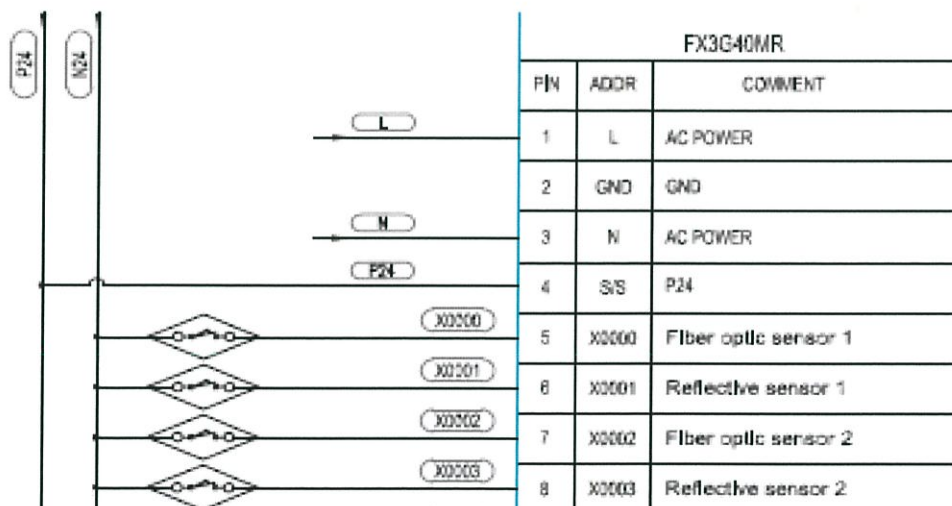 P24
N24
FX3G40MR
PIN ADDR COMMENT
L
1 L AC POWER
2 GND GND
N
3 N AC POWER
P24
4 S/S P24
X0000
5 X0000 Fiber optic sensor 1
X0001
6 X0001 Reflective sensor 1
X0002
7 X0002 Fiber optic sensor 2
X0003
8 X0003 Reflective sensor 2